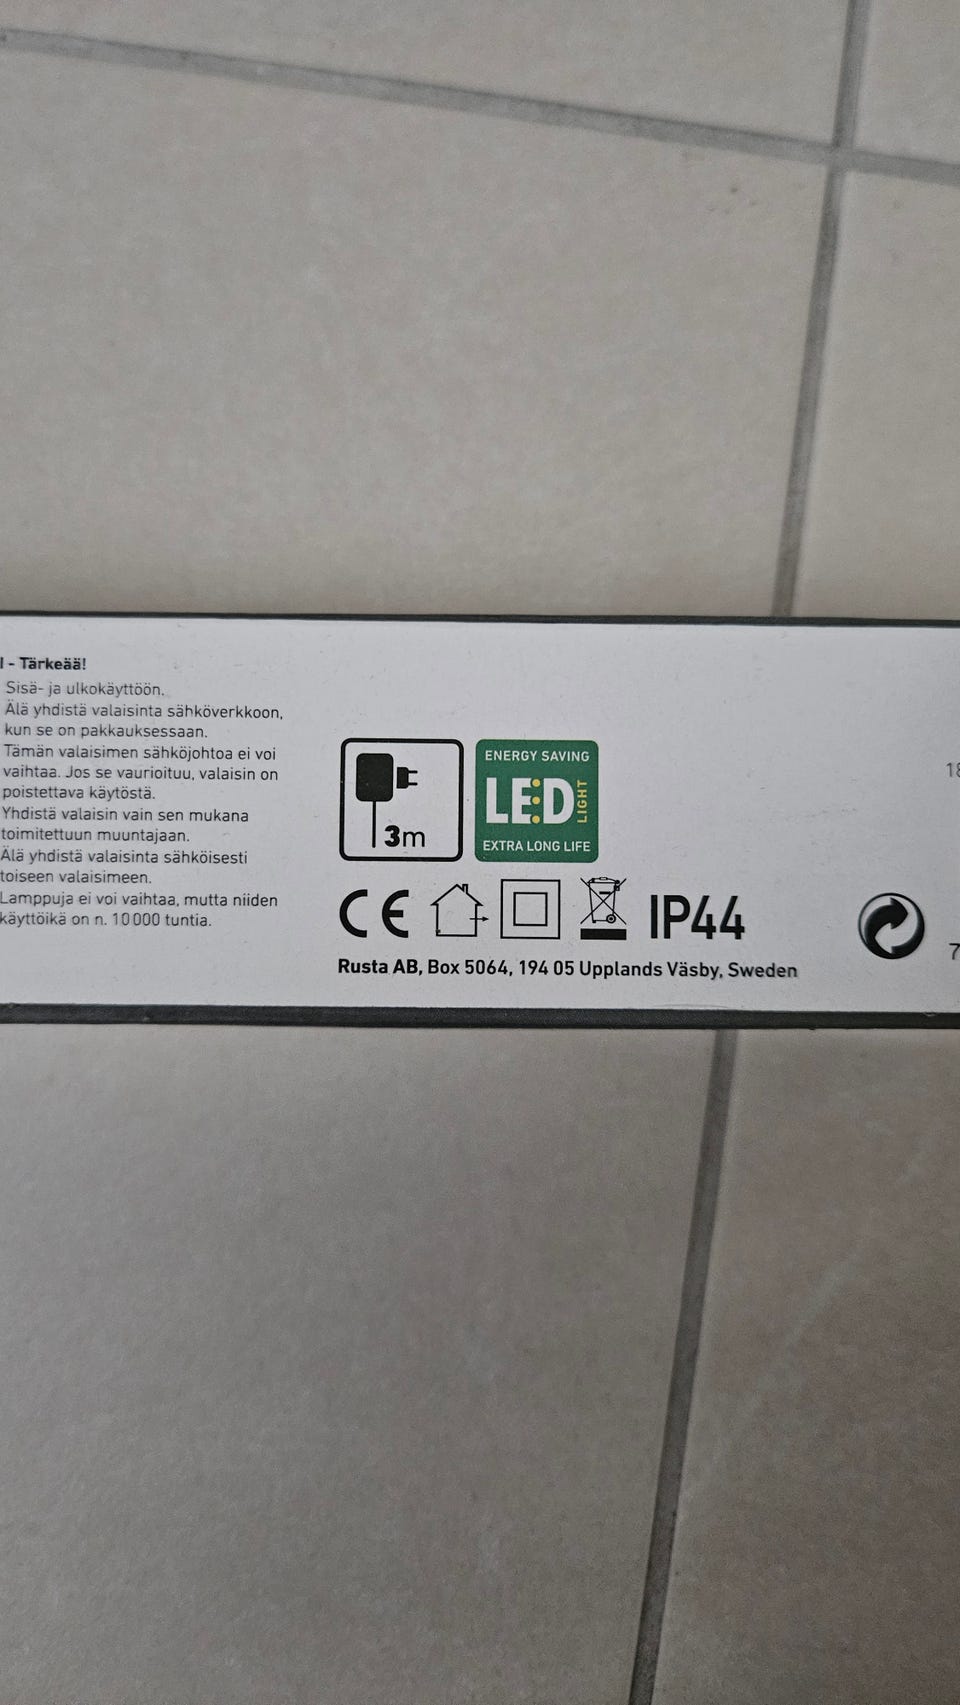 I - Tärkeää!
Sisä- ja ulkokäyttöön.
Älä yhdistä valaisinta sähköverkkoon,
kun se on pakkauksessaan.
Tämän valaisimen sähköjohtoa ei voi
vaihtaa. Jos se vaurioituu, valaisin on
poistettava käytöstä.
Yhdistä valaisin vain sen mukana
toimitettuun muuntajaan.
Älä yhdistä valaisinta sähköisesti
toiseen valaisimeen.
Lamppuja ei voi vaihtaa, mutta niiden
käyttöikä on n. 10 000 tuntia.
3m
ENERGY SAVING
LED LIGHT
EXTRA LONG LIFE
CE
IP44
Rusta AB, Box 5064, 194 05 Upplands Väsby, Sweden
18
7